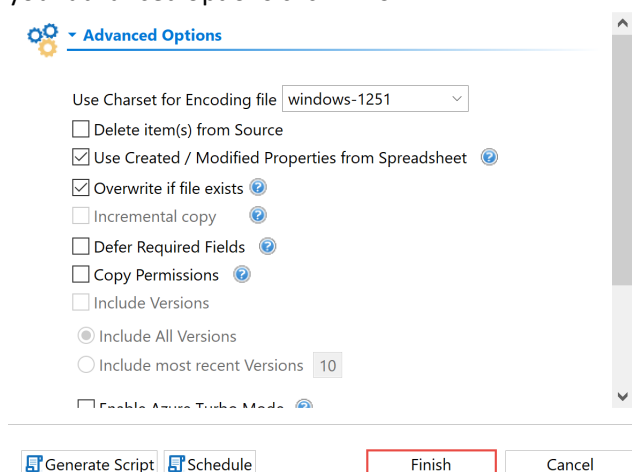 Advanced Options
Use Charset for Encoding file windows-1251
Delete item(s) from Source
Use Created / Modified Properties from Spreadsheet
Overwrite if file exists
Incremental copy
Defer Required Fields
Copy Permissions
Include Versions
Include All Versions
Include most recent Versions 10
Enable Azure Turbo Mode
Generate Script Schedule Finish Cancel